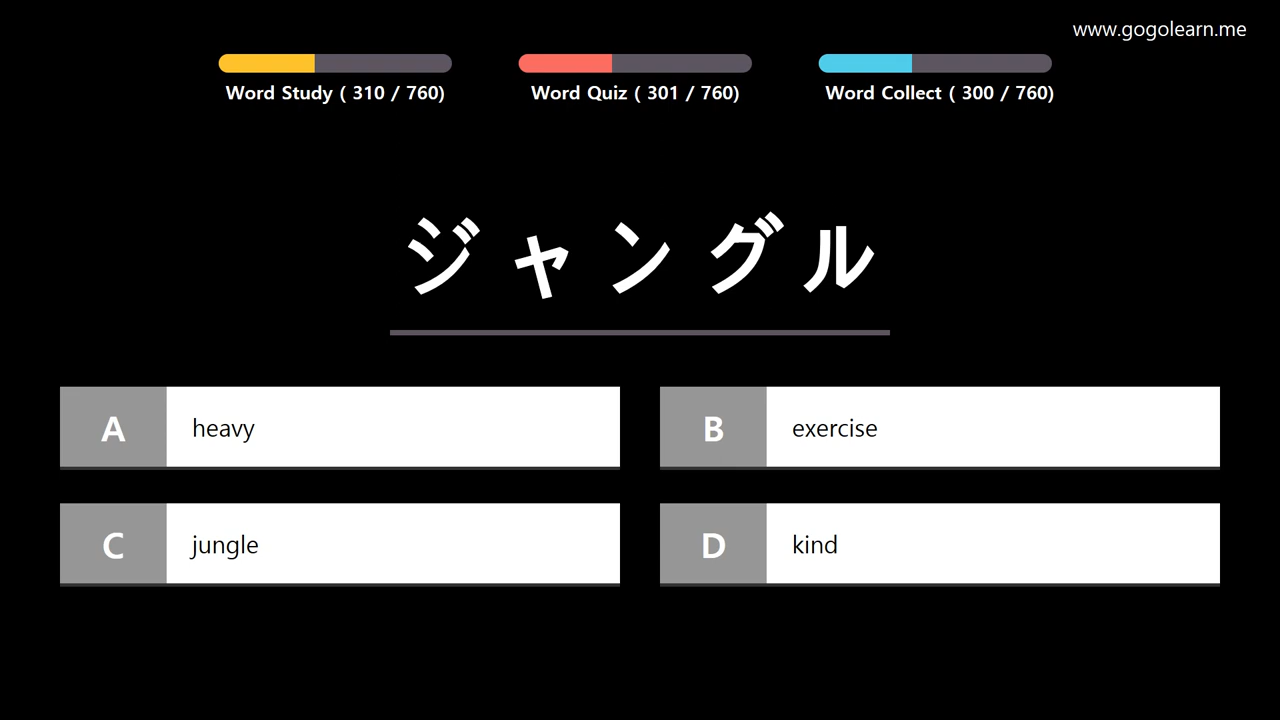 www.gogolearn.me
Word Study ( 310 / 760)
Word Quiz ( 301 / 760)
Word Collect ( 300 / 760)
ジャングル
A heavy
B exercise
C jungle
D kind